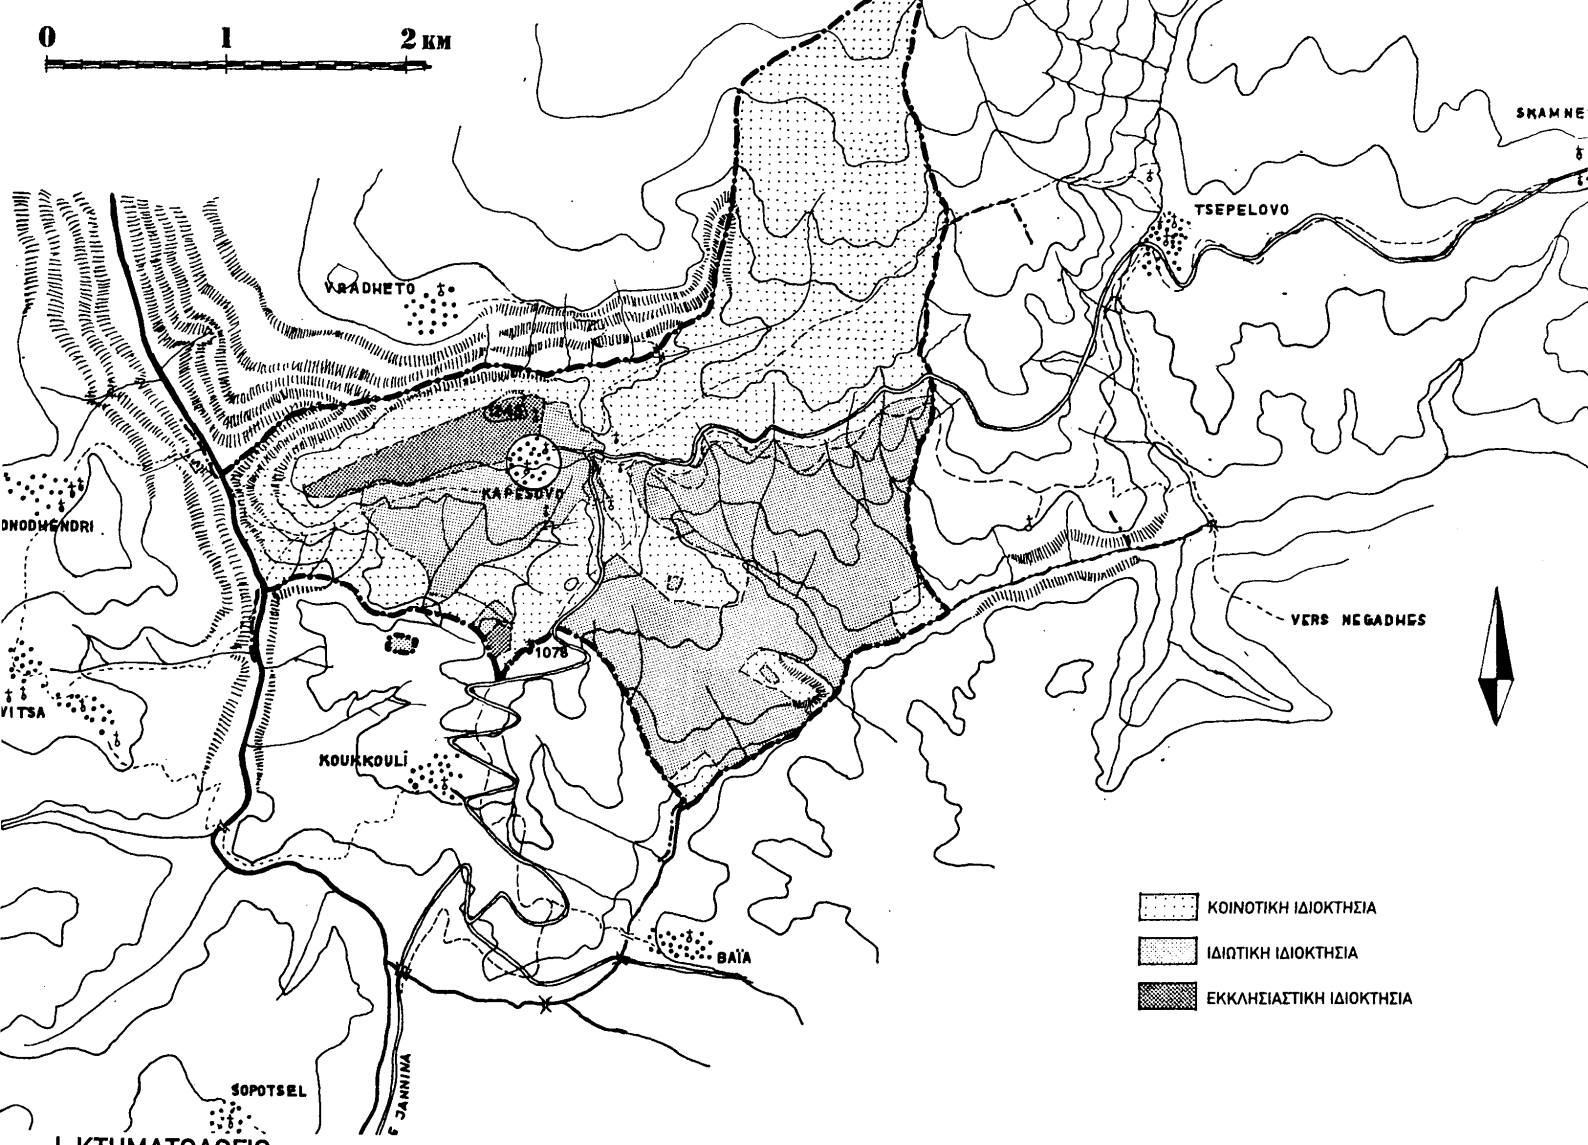 0 1 2 KM
SKAMNE
TSEPELOVO
VRADHETO
1240
KAPESOVO
ONODHENDRI
VERS NEGADHES
1078
VITSA
KOUKKOULI
ΚΟΙΝΟΤΙΚΗ ΙΔΙΟΚΤΗΣΙΑ
ΙΔΙΩΤΙΚΗ ΙΔΙΟΚΤΗΣΙΑ
BAÏA
ΕΚΚΛΗΣΙΑΣΤΙΚΗ ΙΔΙΟΚΤΗΣΙΑ
JANNINA
SOPOTSEL